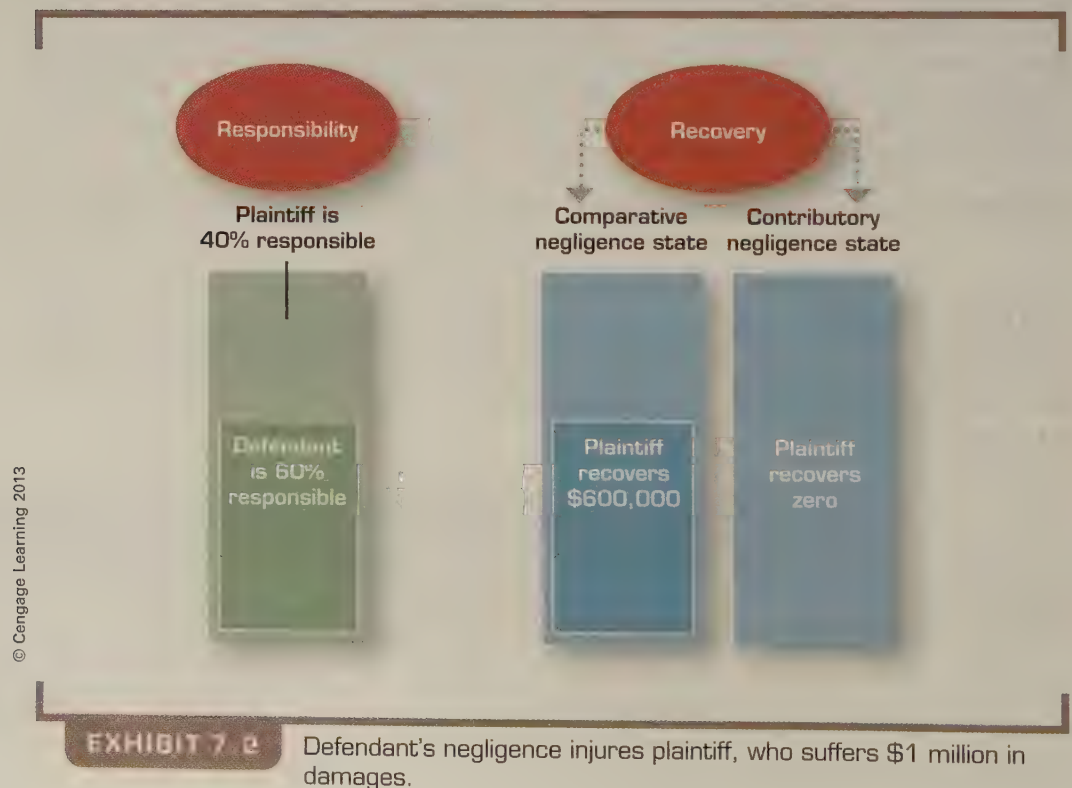 Responsibility
Recovery
Plaintiff is
40% responsible
Comparative
negligence state
Contributory
negligence state
Defendant
is 60%
responsible
Plaintiff
recovers
$600,000
Plaintiff
recovers
zero
© Cengage Learning 2013
EXHIBIT 7.2
Defendant's negligence injures plaintiff, who suffers $1 million in
damages.